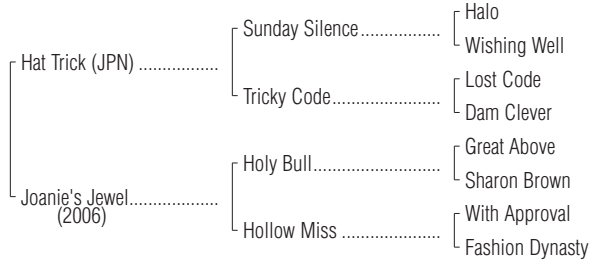 Halo
Sunday Silence..................
Wishing Well
Hat Trick (JPN) ..................
Lost Code
Tricky Code........................
Dam Clever
Great Above
Holy Bull............................
Sharon Brown
Joanie's Jewel....................
(2006)
With Approval
Hollow Miss ......................
Fashion Dynasty